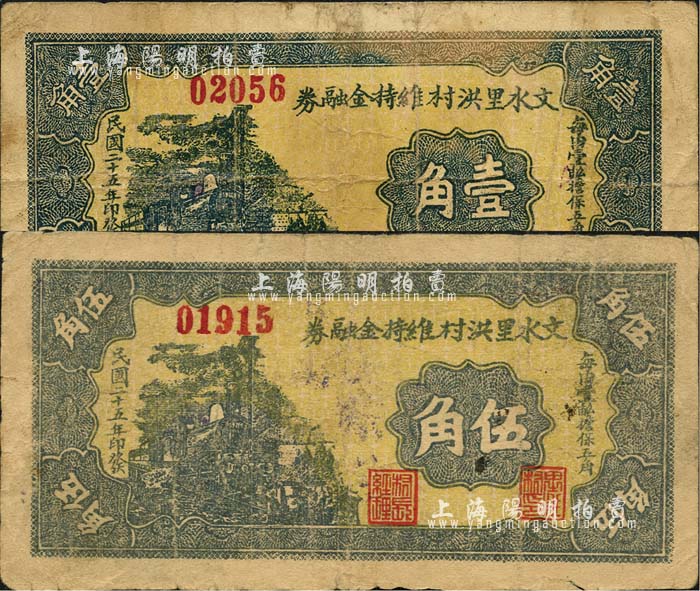 上海陽明拍賣
www.yangmingauction.com
壹角
壹角
02056
文水里洪村維持金融券
民國二十五年印發
壹角
上海陽明拍賣
www.yangmingauction.com
伍角
伍角
01915
文水里洪村維持金融券
民國二十五年印發
伍角
伍角
上海陽明拍賣
www.yangmingauction.com